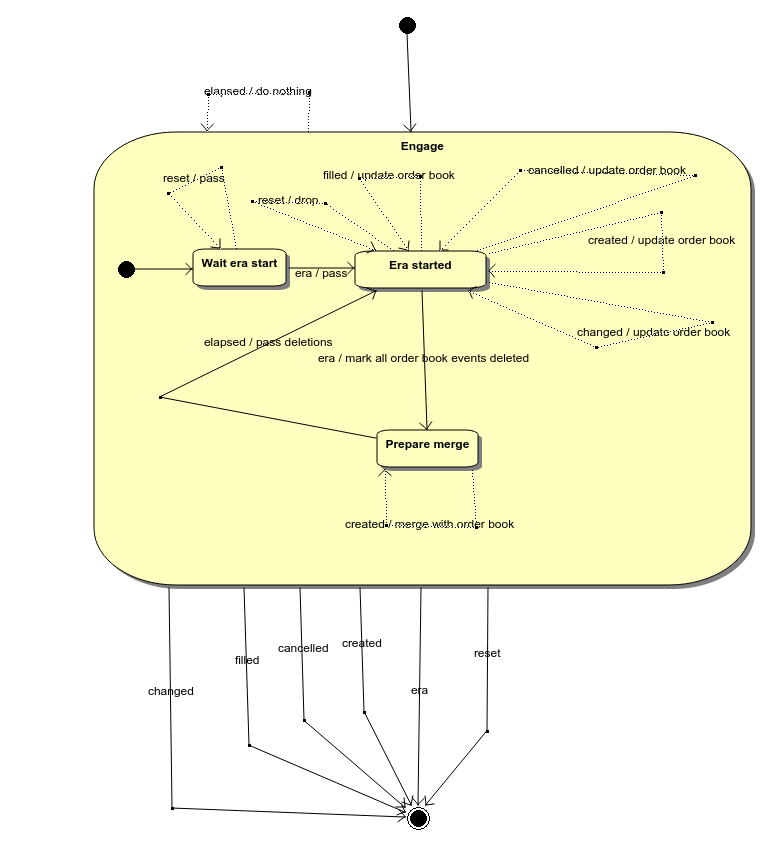 elapsed / do nothing
Engage
reset / pass
filled / update order book
cancelled / update order book
reset / drop
created / update order book
Wait era start
Era started
era / pass
changed / update order book
elapsed / pass deletions
era / mark all order book events deleted
Prepare merge
created / merge with order book
created
cancelled
reset
filled
era
changed